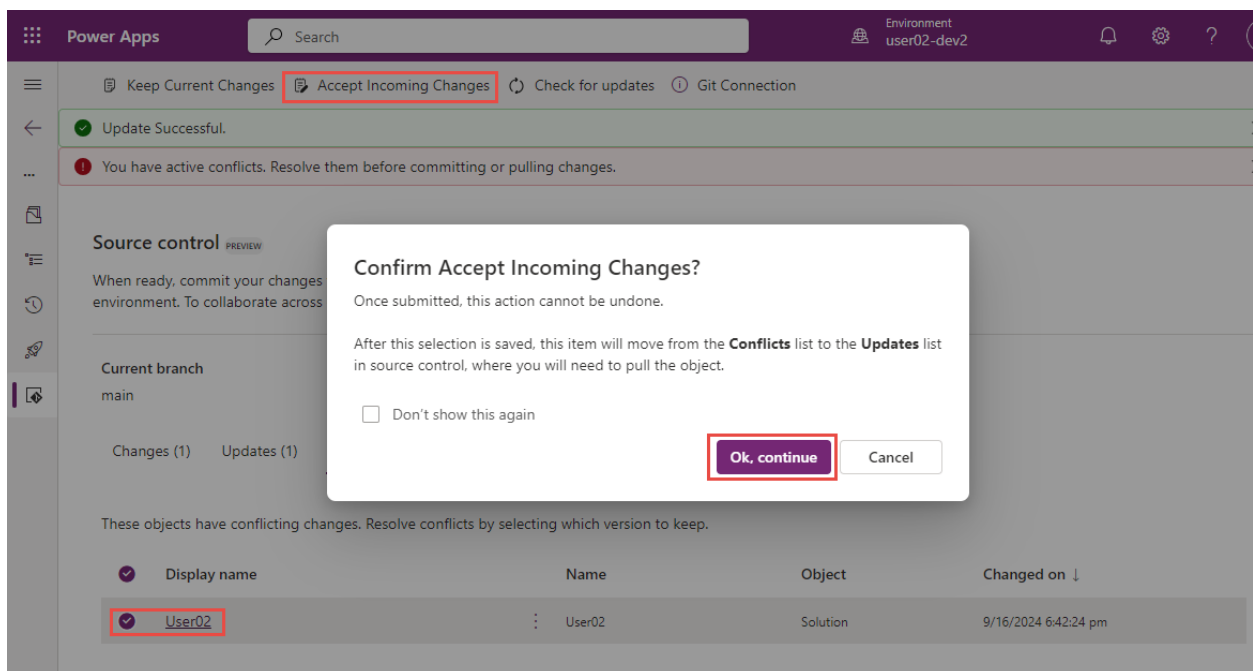 Power Apps
Search
Environment
user02-dev2
?
Keep Current Changes
Accept Incoming Changes
Check for updates
Git Connection
Update Successful.
You have active conflicts. Resolve them before committing or pulling changes.
Source control PREVIEW
When ready, commit your changes
environment. To collaborate across
Current branch
main
Changes (1)
Updates (1)
Confirm Accept Incoming Changes?
Once submitted, this action cannot be undone.
After this selection is saved, this item will move from the Conflicts list to the Updates list
in source control, where you will need to pull the object.
Don't show this again
Ok, continue
Cancel
These objects have conflicting changes. Resolve conflicts by selecting which version to keep.
Display name
Name
Object
Changed on ↓
User02
User02
Solution
9/16/2024 6:42:24 pm